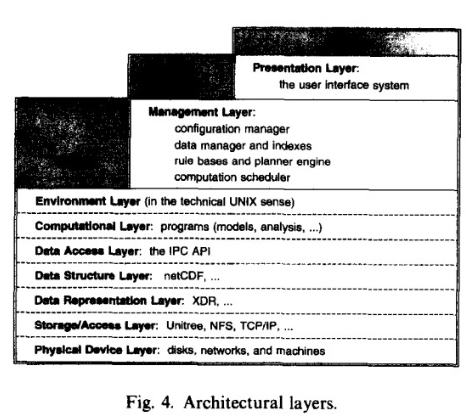 Presentation Layer:
the user interface system
Management Layer:
configuration manager
data manager and indexes
rule bases and planner engine
computation scheduler
Environment Layer (in the technical UNIX sense)
Computational Layer: programs (models, analysis, ...)
Data Access Layer: the IPC API
Data Structure Layer: netCDF, ...
Data Representation Layer: XDR, ...
Storage/Access Layer: Unitree, NFS, TCP/IP, ...
Physical Device Layer: disks, networks, and machines
Fig. 4. Architectural layers.